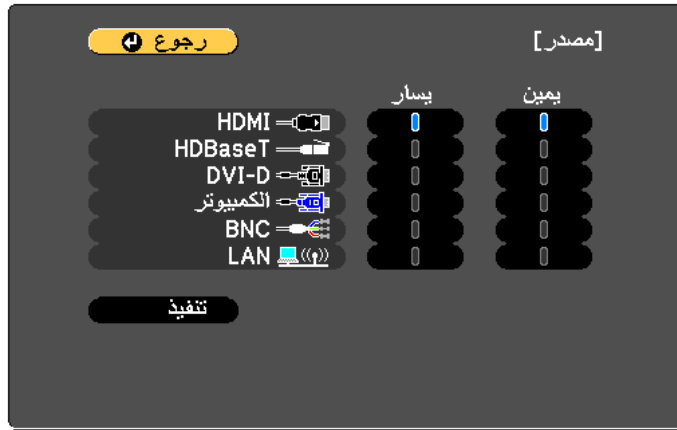 [مصدر]
رجوع
يمين يسار
HDMI
HDBaseT
DVI-D
الكمبيوتر
BNC
LAN
تنفيذ